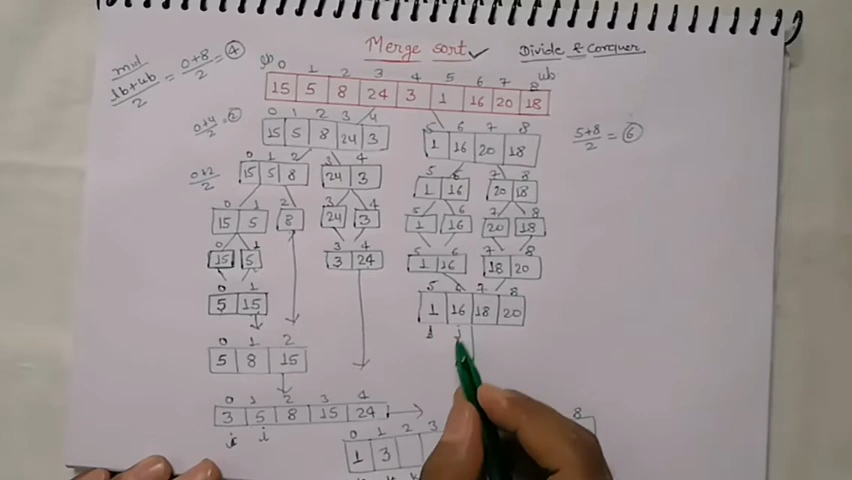 Merge sort ✓ Divide & Conquer
mid
lb+ub/2 = 0+8/2 = 4
lb 0 1 2 3 4 5 6 7 8 ub
15 5 8 24 3 1 16 20 18
0+4/2 = 2
0 1 2 3 4 5 6 7 8
15 5 8 24 3 1 16 20 18
5+8/2 = 6
0+2/2
0 1 2 3 4 5 6 7 8
15 5 8 24 3 1 16 20 18
0 1 2 3 4 5 6 7 8
15 5 8 24 3 1 16 20 18
0 1 3 4 5 6 7 8
15 5 3 24 1 16 18 20
0 1 5 6 7 8
5 15 1 16 18 20
0 1 2
5 8 15
0 1 2 3 4
3 5 8 15 24
i i
0 1 2 3 8
1 3